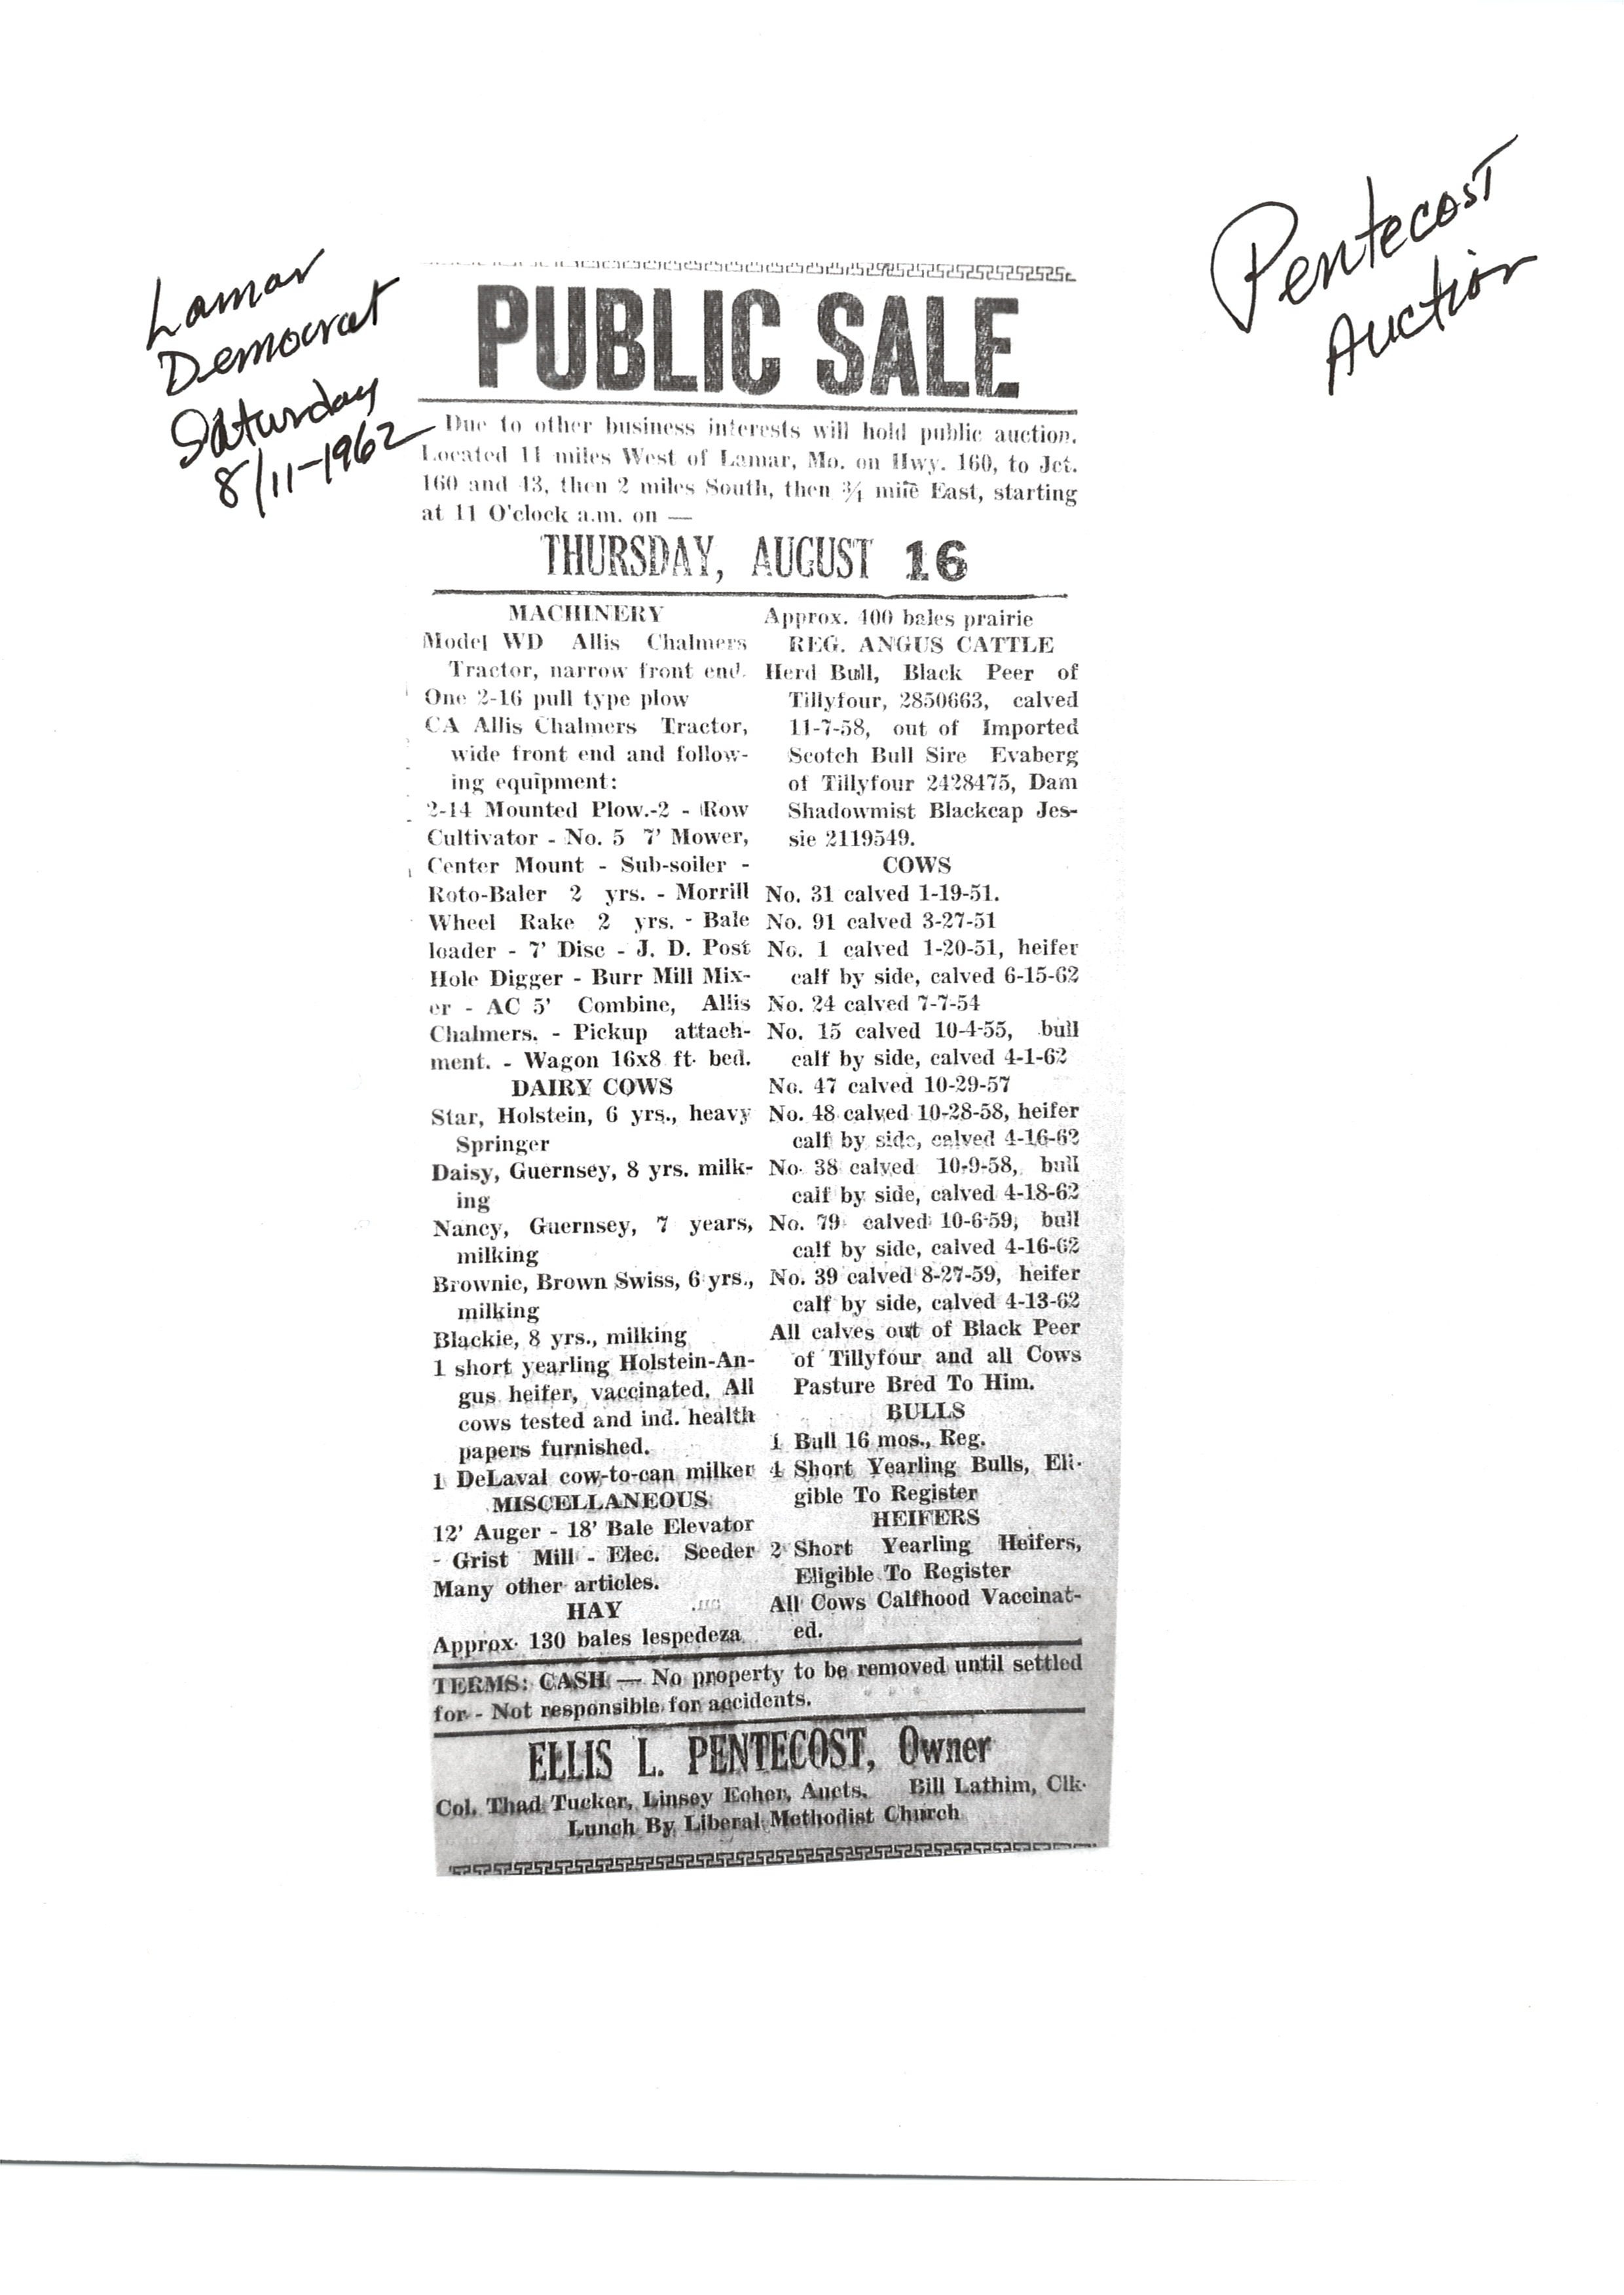 Lamar
Democrat
Saturday
8/11-1962
Pentecost
Auction
PUBLIC SALE
Due to other business interests will hold public auction.
Located 11 miles West of Lamar, Mo. on Hwy. 160, to Jct.
160 and 43, then 2 miles South, then ¾ mile East, starting
at 11 O'clock a.m. on —
THURSDAY, AUGUST 16
MACHINERY
Model WD Allis Chalmers
Tractor, narrow front end.
One 2-16 pull type plow
CA Allis Chalmers Tractor,
wide front end and follow-
ing equipment:
2-14 Mounted Plow.-2 - Row
Cultivator - No. 5 7' Mower,
Center Mount - Sub-soiler -
Roto-Baler 2 yrs. - Morrill
Wheel Rake 2 yrs. - Bale
loader - 7' Disc - J. D. Post
Hole Digger - Burr Mill Mix-
er - AC 5' Combine, Allis
Chalmers. - Pickup attach-
ment. - Wagon 16x8 ft. bed.
DAIRY COWS
Star, Holstein, 6 yrs., heavy
Springer
Daisy, Guernsey, 8 yrs. milk-
ing
Nancy, Guernsey, 7 years,
milking
Brownie, Brown Swiss, 6 yrs.,
milking
Blackie, 8 yrs., milking
1 short yearling Holstein-An-
gus heifer, vaccinated. All
cows tested and ind. health
papers furnished.
1 DeLaval cow-to-can milker
MISCELLANEOUS
12' Auger - 18' Bale Elevator
- Grist Mill - Elec. Seeder
Many other articles.
HAY
Approx. 130 bales lespedeza
Approx. 400 bales prairie
REG. ANGUS CATTLE
Herd Bull, Black Peer of
Tillyfour, 2850663, calved
11-7-58, out of Imported
Scotch Bull Sire Evaberg
of Tillyfour 2428475, Dam
Shadowmist Blackcap Jes-
sie 2119549.
COWS
No. 31 calved 1-19-51.
No. 91 calved 3-27-51
No. 1 calved 1-20-51, heifer
calf by side, calved 6-15-62
No. 24 calved 7-7-54
No. 15 calved 10-4-55, bull
calf by side, calved 4-1-62
No. 47 calved 10-29-57
No. 48 calved 10-28-58, heifer
calf by side, calved 4-16-62
No. 38 calved 10-9-58, bull
calf by side, calved 4-18-62
No. 79 calved 10-6-59, bull
calf by side, calved 4-16-62
No. 39 calved 8-27-59, heifer
calf by side, calved 4-13-62
All calves out of Black Peer
of Tillyfour and all Cows
Pasture Bred To Him.
BULLS
1 Bull 16 mos., Reg.
4 Short Yearling Bulls, Eli-
gible To Register
HEIFERS
2 Short Yearling Heifers,
Eligible To Register
All Cows Calfhood Vaccinat-
ed.
TERMS: CASH — No property to be removed until settled
for - Not responsible for accidents.
ELLIS L. PENTECOST, Owner
Col. Thad Tucker, Linsey Echer, Aucts. Bill Lathim, Clk.
Lunch By Liberal Methodist Church